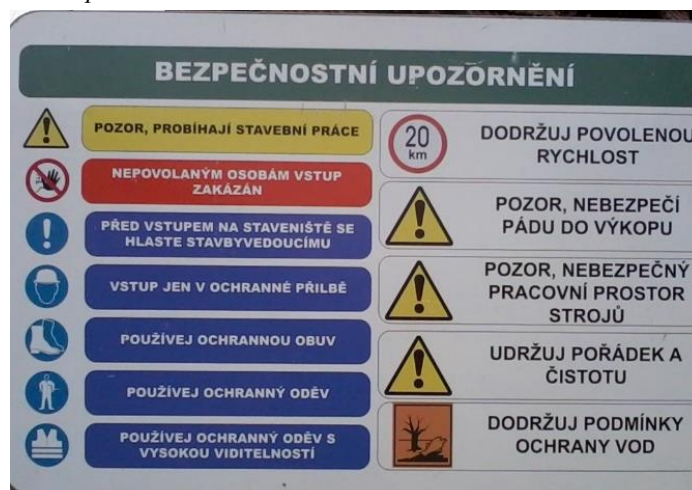 BEZPEČNOSTNÍ UPOZORNĚNÍ
POZOR, PROBÍHAJÍ STAVEBNÍ PRÁCE
NEPOVOLANÝM OSOBÁM VSTUP
ZAKÁZÁN
PŘED VSTUPEM NA STAVENIŠTĚ SE
HLASTE STAVBYVEDOUCÍMU
VSTUP JEN V OCHRANNÉ PŘILBĚ
POUŽÍVEJ OCHRANNOU OBUV
POUŽÍVEJ OCHRANNÝ ODĚV
POUŽÍVEJ OCHRANNÝ ODĚV S
VYSOKOU VIDITELNOSTÍ
20
km
DODRŽUJ POVOLENOU
RYCHLOST
POZOR, NEBEZPEČÍ
PÁDU DO VÝKOPU
POZOR, NEBEZPEČNÝ
PRACOVNÍ PROSTOR
STROJŮ
UDRŽUJ POŘÁDEK A
ČISTOTU
DODRŽUJ PODMÍNKY
OCHRANY VOD